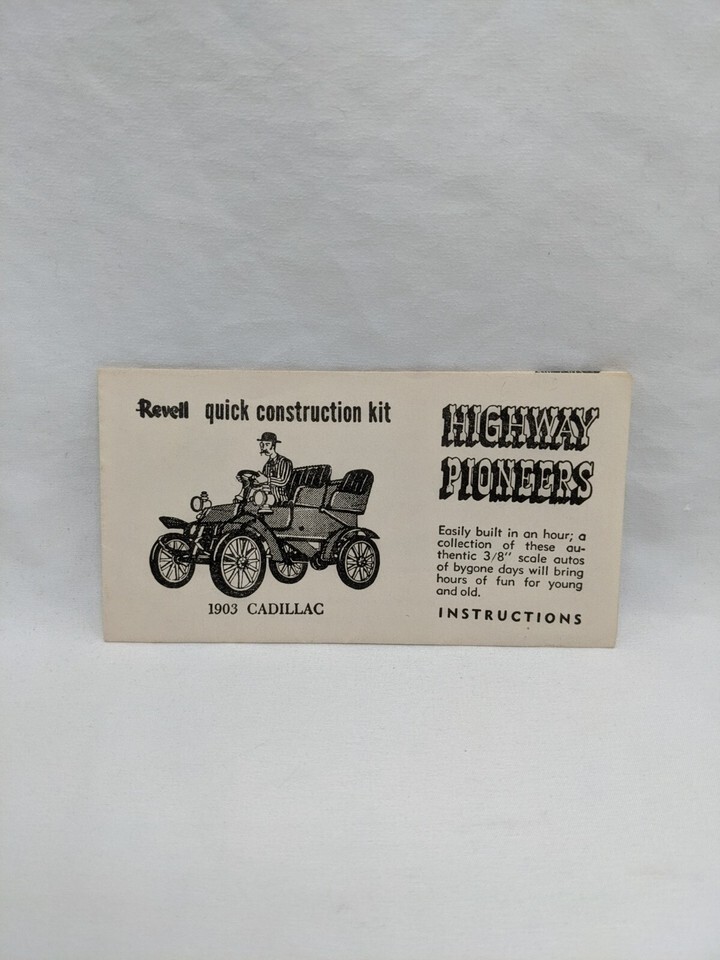 Revell quick construction kit
1903 CADILLAC
HIGHWAY
PIONEERS
Easily built in an hour; a
collection of these au-
thentic 3/8" scale autos
of bygone days will bring
hours of fun for young
and old.
INSTRUCTIONS